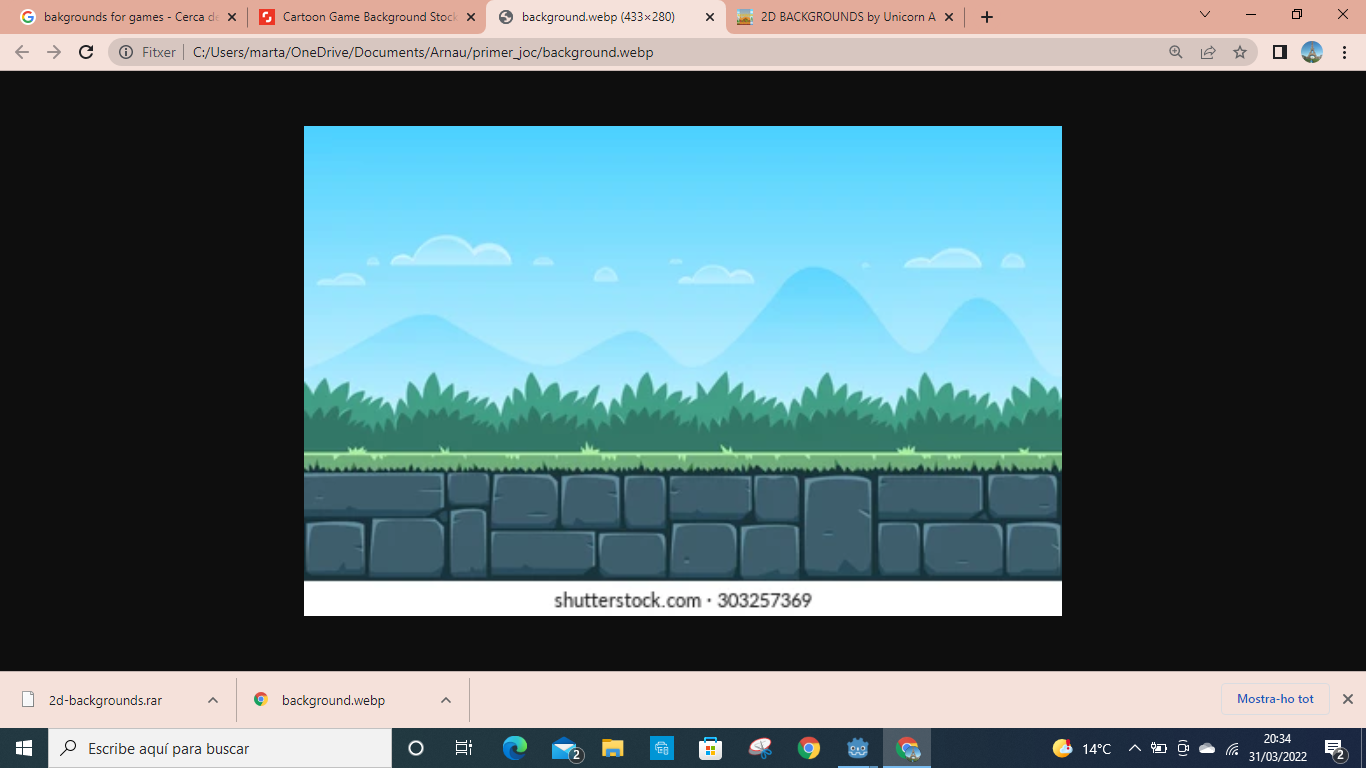 bakgrounds for games - Cerca de
Cartoon Game Background Stock
background.webp (433×280)
2D BACKGROUNDS by Unicorn A
Fitxer
C:/Users/marta/OneDrive/Documents/Arnau/primer_joc/background.webp
shutterstock.com · 303257369
2d-backgrounds.rar
background.webp
Mostra-ho tot
Escribe aquí para buscar
2
14°C
20:34
31/03/2022
2